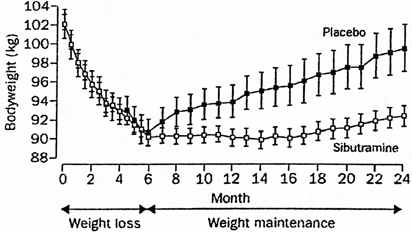 Bodyweight (kg)
104
102
100
98
96
94
92
90
88
Placebo
Sibutramine
0 2 4 6 8 10 12 14 16 18 20 22 24
Month
Weight loss Weight maintenance